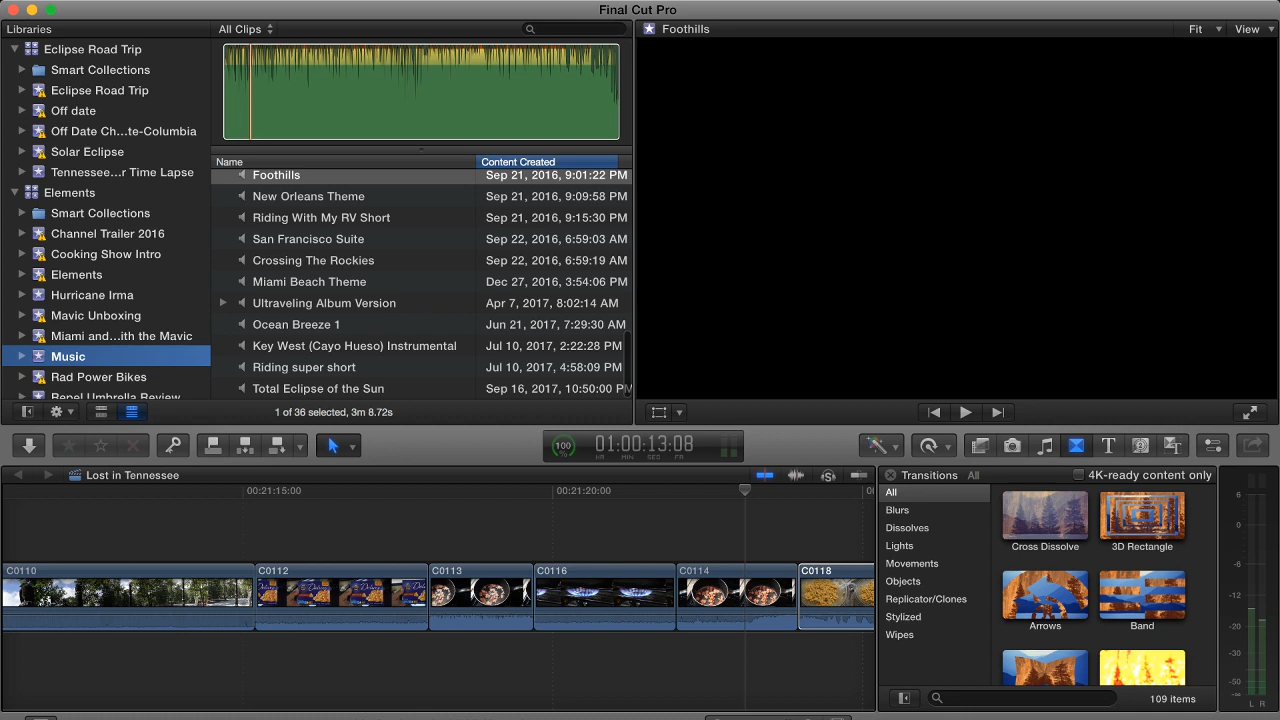 Final Cut Pro
Libraries
All Clips
Foothills
Fit
View
Eclipse Road Trip
Smart Collections
Eclipse Road Trip
Off date
Off Date Ch...te-Columbia
Solar Eclipse
Tennessee...r Time Lapse
Elements
Smart Collections
Channel Trailer 2016
Cooking Show Intro
Elements
Hurricane Irma
Mavic Unboxing
Miami and...ith the Mavic
Music
Rad Power Bikes
Repel Umbrella Review
Name
Content Created
Foothills
Sep 21, 2016, 9:01:22 PM
New Orleans Theme
Sep 21, 2016, 9:09:58 PM
Riding With My RV Short
Sep 21, 2016, 9:15:30 PM
San Francisco Suite
Sep 22, 2016, 6:59:03 AM
Crossing The Rockies
Sep 22, 2016, 6:59:19 AM
Miami Beach Theme
Dec 27, 2016, 3:54:06 PM
Ultraveling Album Version
Apr 7, 2017, 8:02:14 AM
Ocean Breeze 1
Jun 21, 2017, 7:29:30 AM
Key West (Cayo Hueso) Instrumental
Jul 10, 2017, 2:22:28 PM
Riding super short
Jul 10, 2017, 4:58:09 PM
Total Eclipse of the Sun
Sep 16, 2017, 10:50:00 PM
1 of 36 selected, 3m 8.72s
100
%
01:00:13:08
HR MIN SEC FR
Lost in Tennessee
00:21:15:00
00:21:20:00
C0110
C0112
C0113
C0116
C0114
C0118
Transitions
All
4K-ready content only
All
Blurs
Dissolves
Lights
Movements
Objects
Replicator/Clones
Stylized
Wipes
Cross Dissolve
3D Rectangle
Arrows
Band
109 items
6
0
-6
-12
-20
-30
-50
-∞
L R